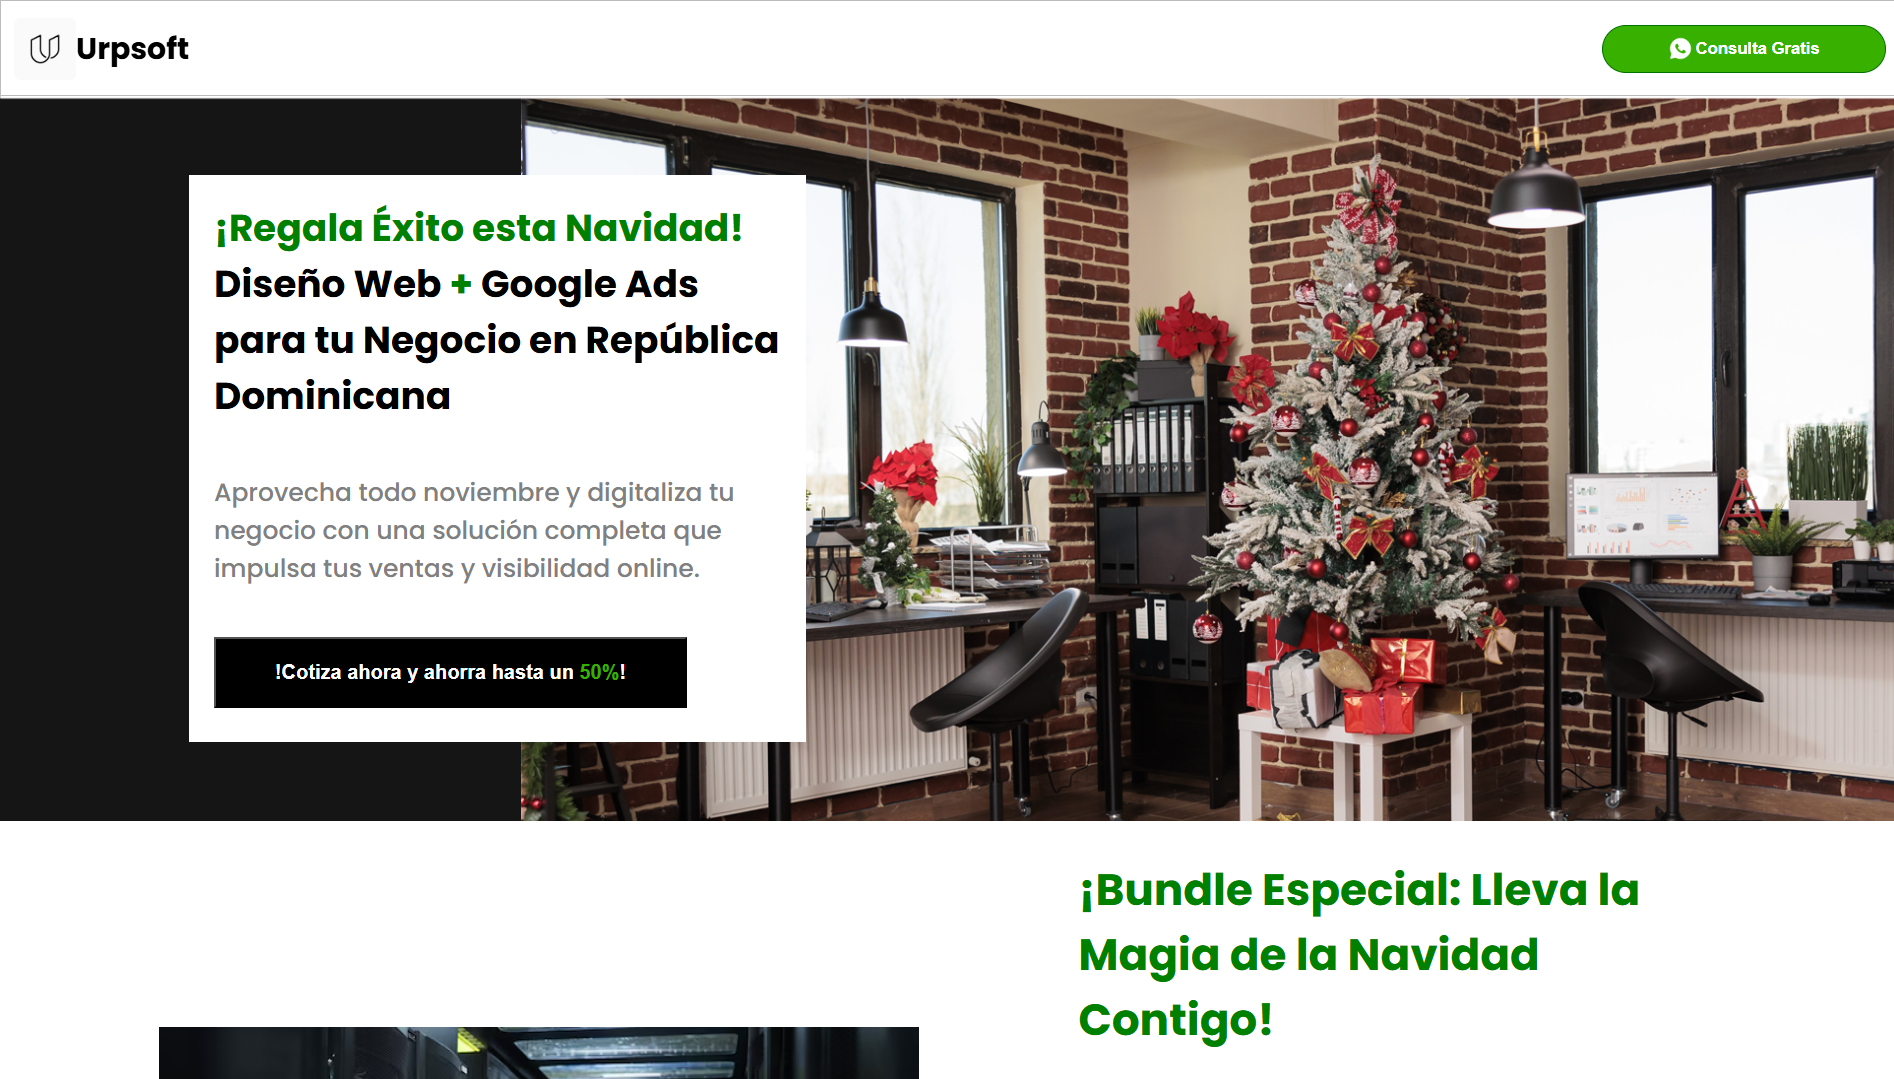 Urpsoft
Consulta Gratis
¡Regala Éxito esta Navidad!
Diseño Web + Google Ads
para tu Negocio en República
Dominicana
Aprovecha todo noviembre y digitaliza tu
negocio con una solución completa que
impulsa tus ventas y visibilidad online.
!Cotiza ahora y ahorra hasta un 50%!
¡Bundle Especial: Lleva la
Magia de la Navidad
Contigo!